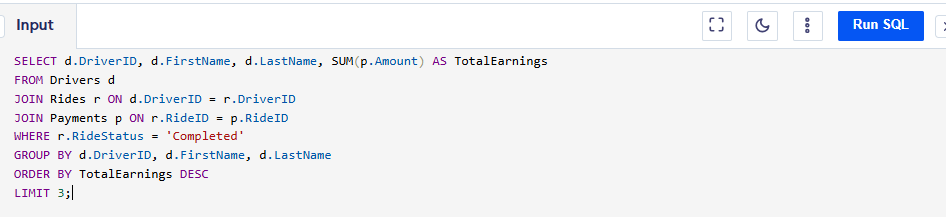 Input
Run SQL
SELECT d.DriverID, d.FirstName, d.LastName, SUM(p.Amount) AS TotalEarnings
FROM Drivers d
JOIN Rides r ON d.DriverID = r.DriverID
JOIN Payments p ON r.RideID = p.RideID
WHERE r.RideStatus = 'Completed'
GROUP BY d.DriverID, d.FirstName, d.LastName
ORDER BY TotalEarnings DESC
LIMIT 3;